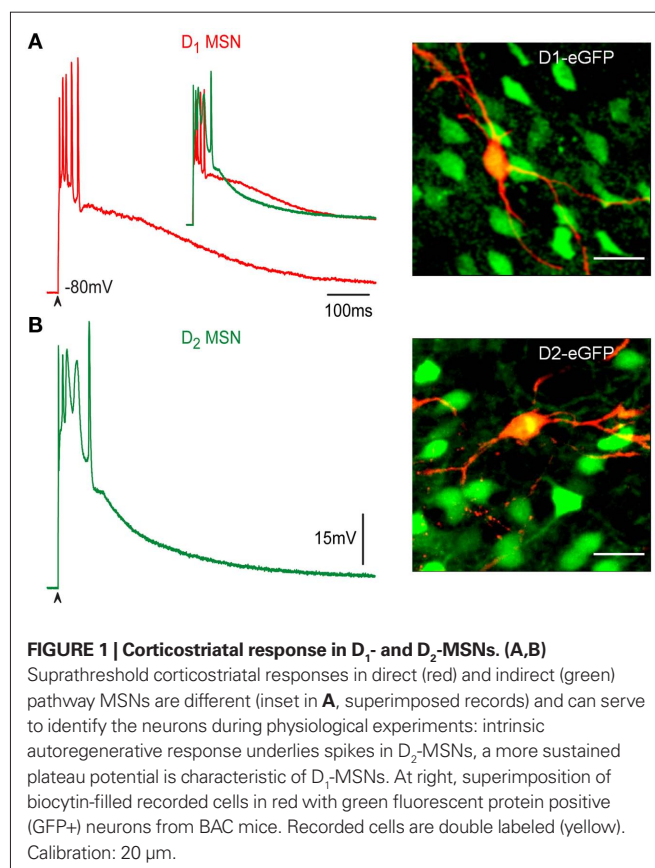 A
D₁ MSN
D1-eGFP
-80mV
100ms
B
D₂ MSN
D2-eGFP
15mV
FIGURE 1 | Corticostriatal response in D₁- and D₂-MSNs. (A,B)
Suprathreshold corticostriatal responses in direct (red) and indirect (green)
pathway MSNs are different (inset in A, superimposed records) and can serve
to identify the neurons during physiological experiments: intrinsic
autoregenerative response underlies spikes in D₂-MSNs, a more sustained
plateau potential is characteristic of D₁-MSNs. At right, superimposition of
biocytin-filled recorded cells in red with green fluorescent protein positive
(GFP+) neurons from BAC mice. Recorded cells are double labeled (yellow).
Calibration: 20 μm.